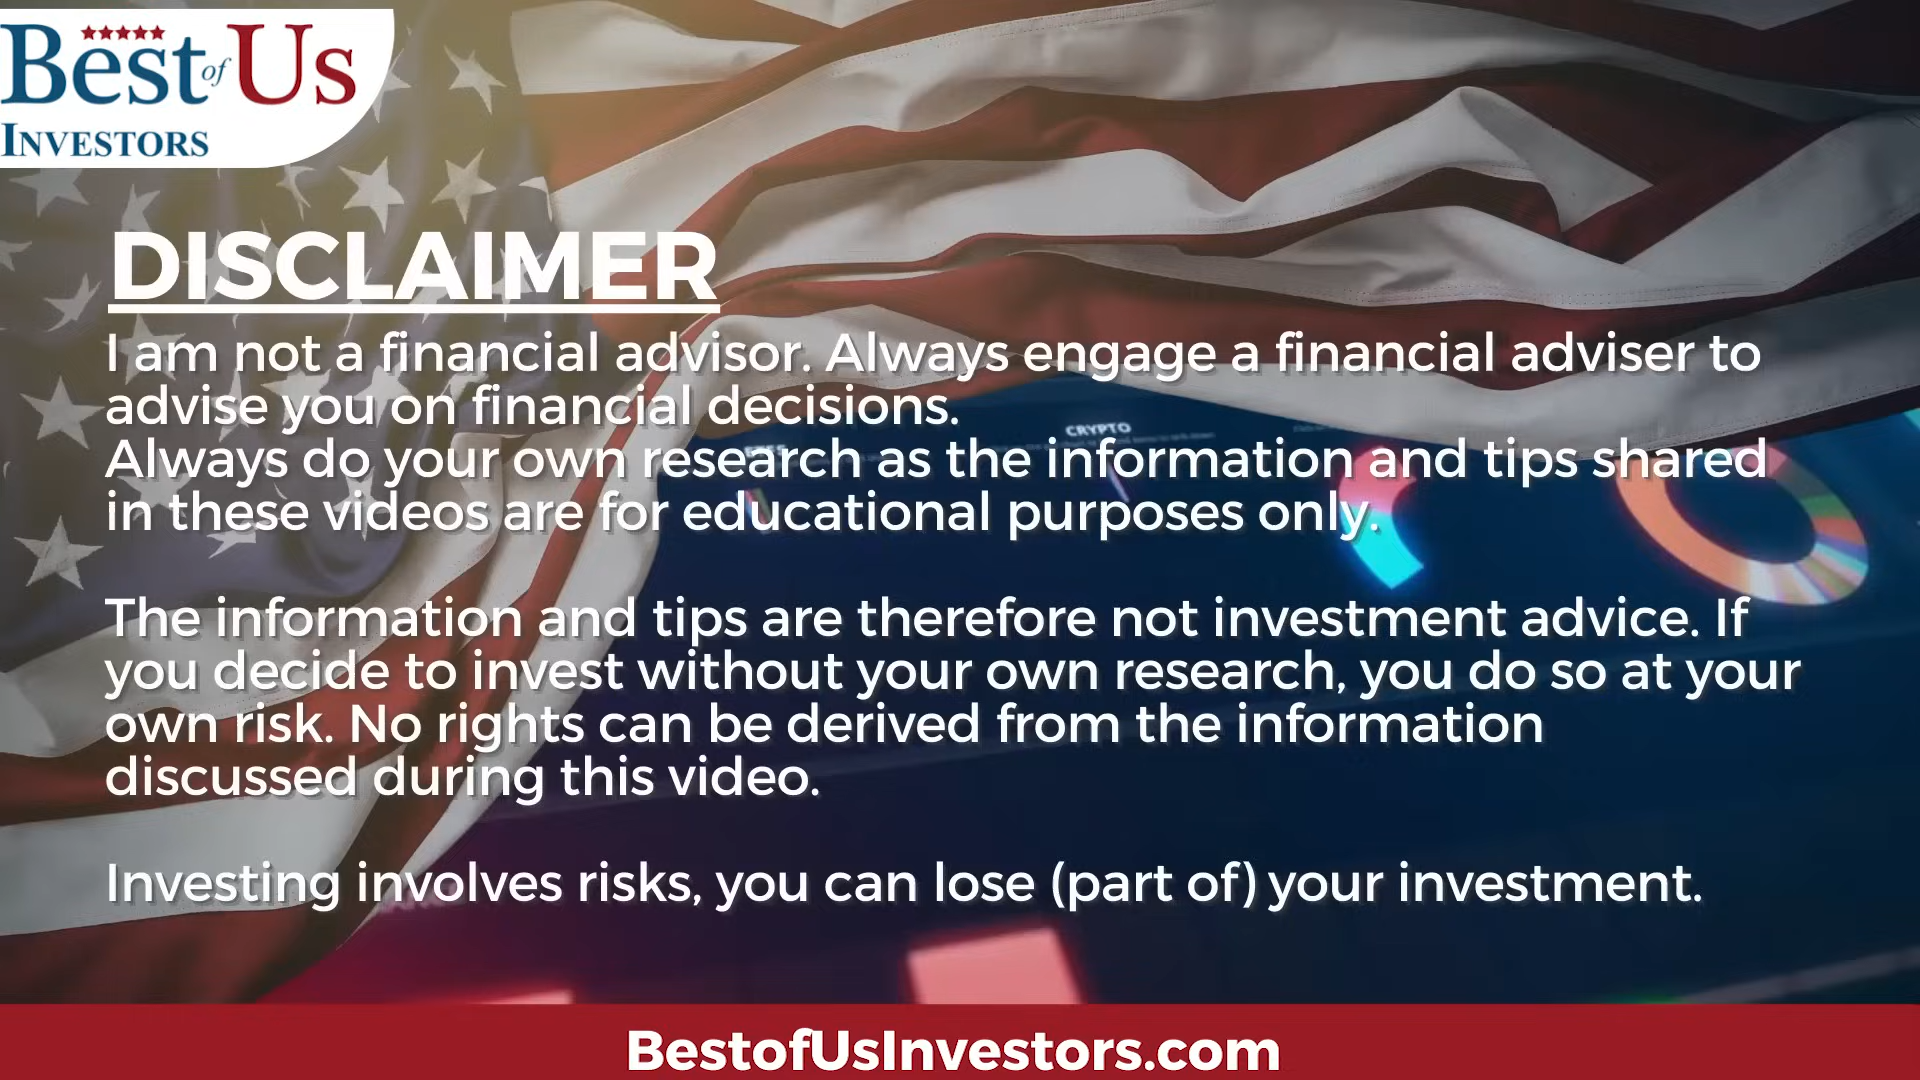 Best of Us
INVESTORS
DISCLAIMER
I am not a financial advisor. Always engage a financial adviser to
advise you on financial decisions.
CRYPTO
Always do your own research as the information and tips shared
in these videos are for educational purposes only.
The information and tips are therefore not investment advice. If
you decide to invest without your own research, you do so at your
own risk. No rights can be derived from the information
discussed during this video.
Investing involves risks, you can lose (part of) your investment.
BestofUsInvestors.com